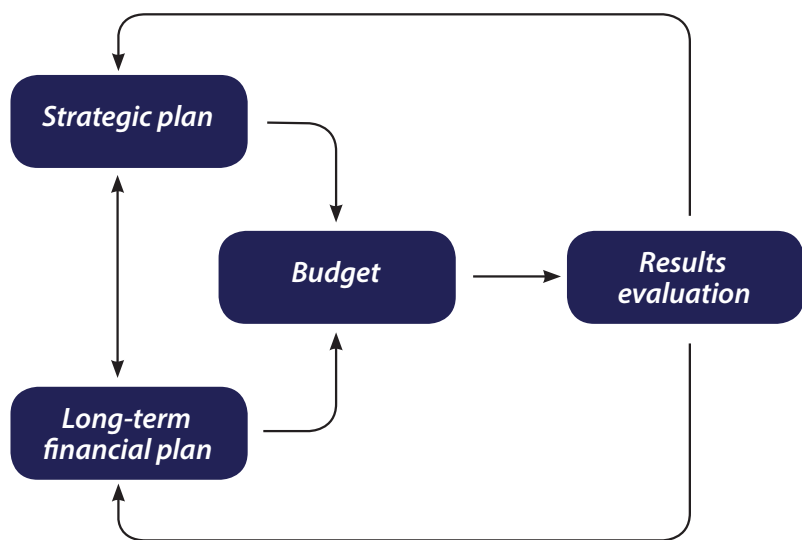 Strategic plan
Budget
Results
evaluation
Long-term
financial plan